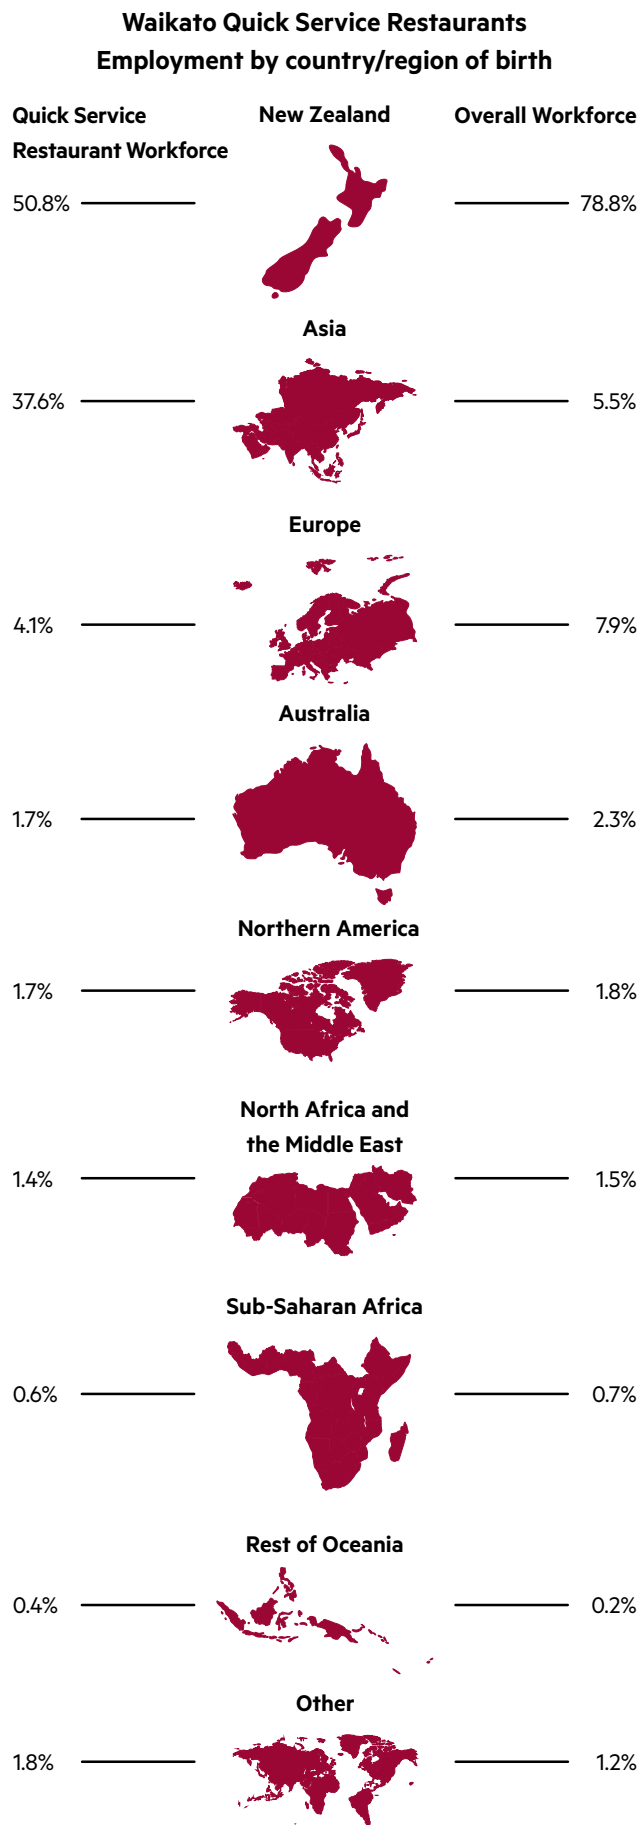 Waikato Quick Service Restaurants
Employment by country/region of birth
Quick Service
Restaurant Workforce
New Zealand
Overall Workforce
50.8%
78.8%
Asia
37.6%
5.5%
Europe
4.1%
7.9%
Australia
1.7%
2.3%
Northern America
1.7%
1.8%
North Africa and
the Middle East
1.4%
1.5%
Sub-Saharan Africa
0.6%
0.7%
Rest of Oceania
0.4%
0.2%
Other
1.8%
1.2%